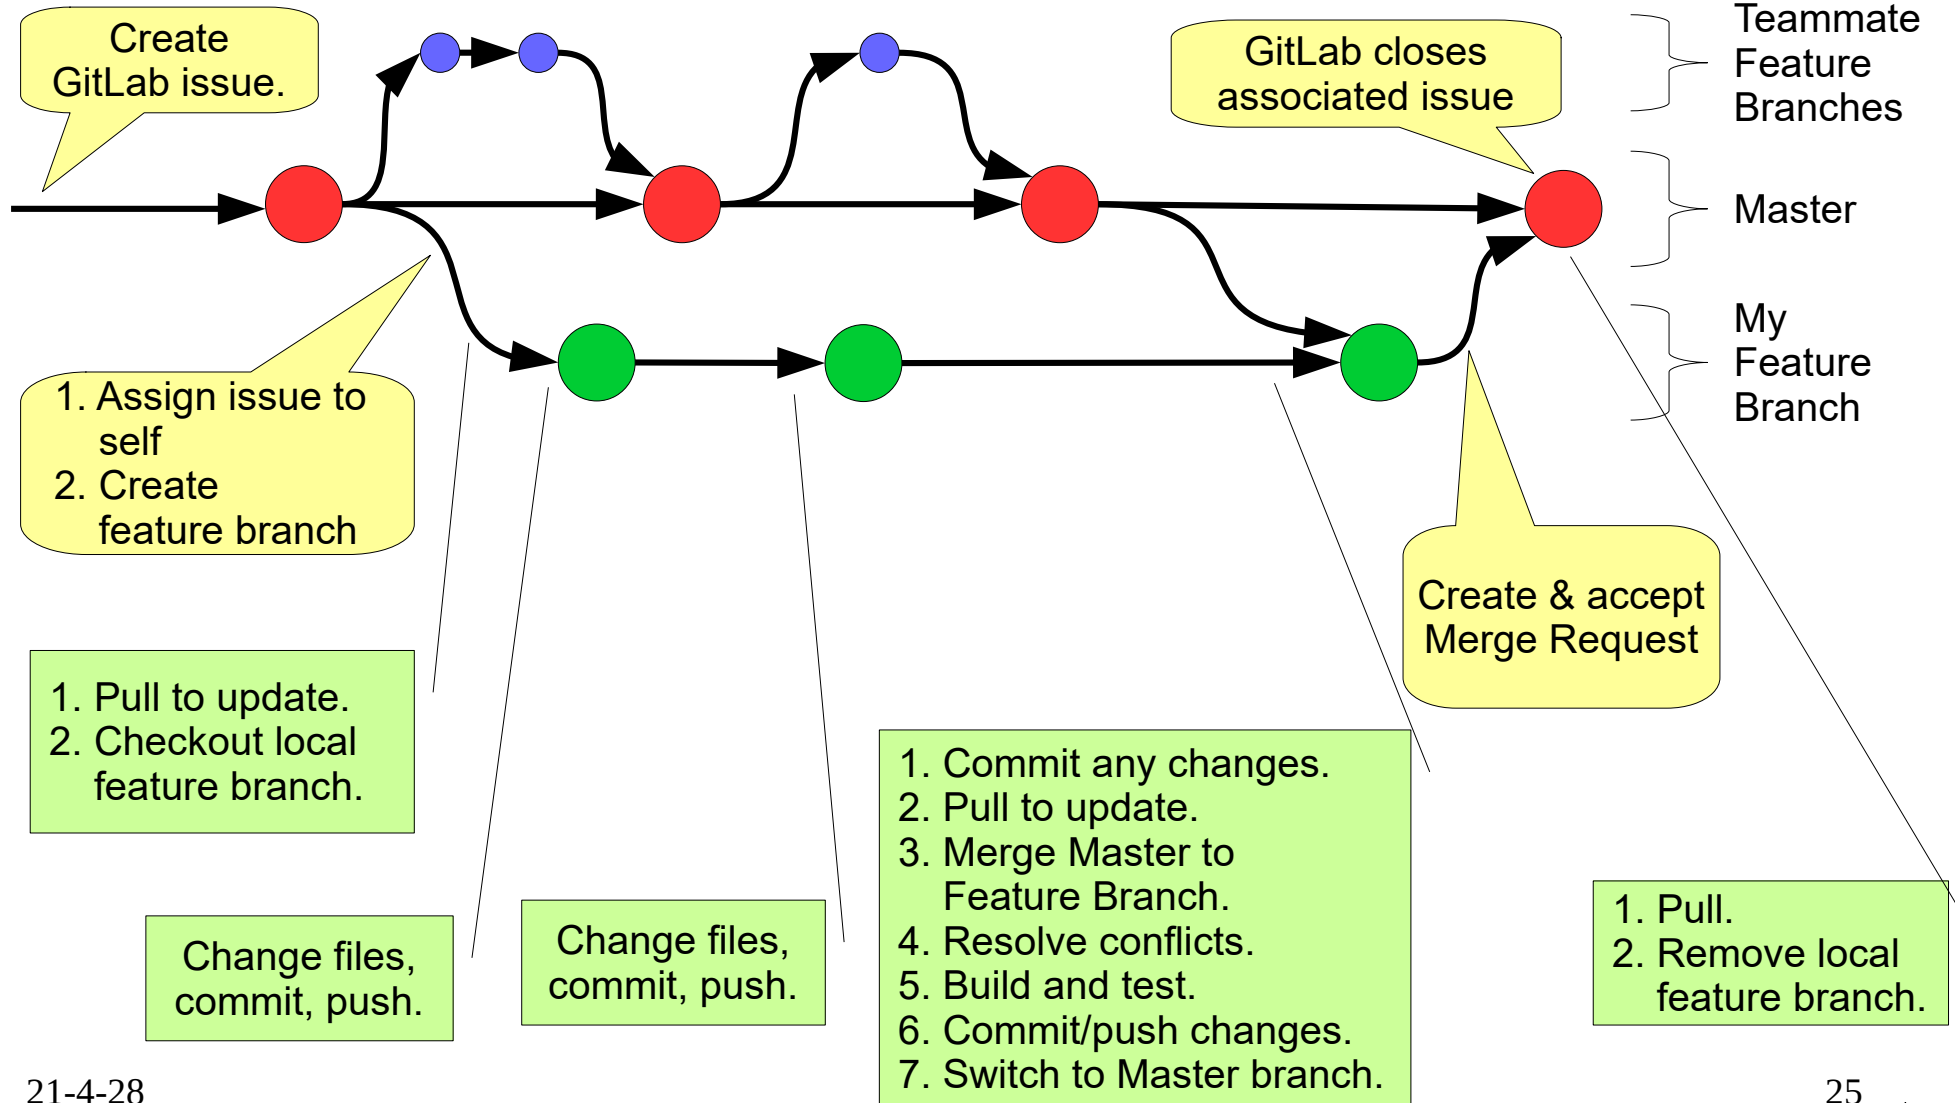 Create
GitLab issue.
GitLab closes
associated issue
Teammate
Feature
Branches
Master
My
Feature
Branch
1. Assign issue to
self
2. Create
feature branch
Create & accept
Merge Request
1. Pull to update.
2. Checkout local
feature branch.
Change files,
commit, push.
Change files,
commit, push.
1. Commit any changes.
2. Pull to update.
3. Merge Master to
Feature Branch.
4. Resolve conflicts.
5. Build and test.
6. Commit/push changes.
7. Switch to Master branch.
1. Pull.
2. Remove local
feature branch.
21-4-28
25